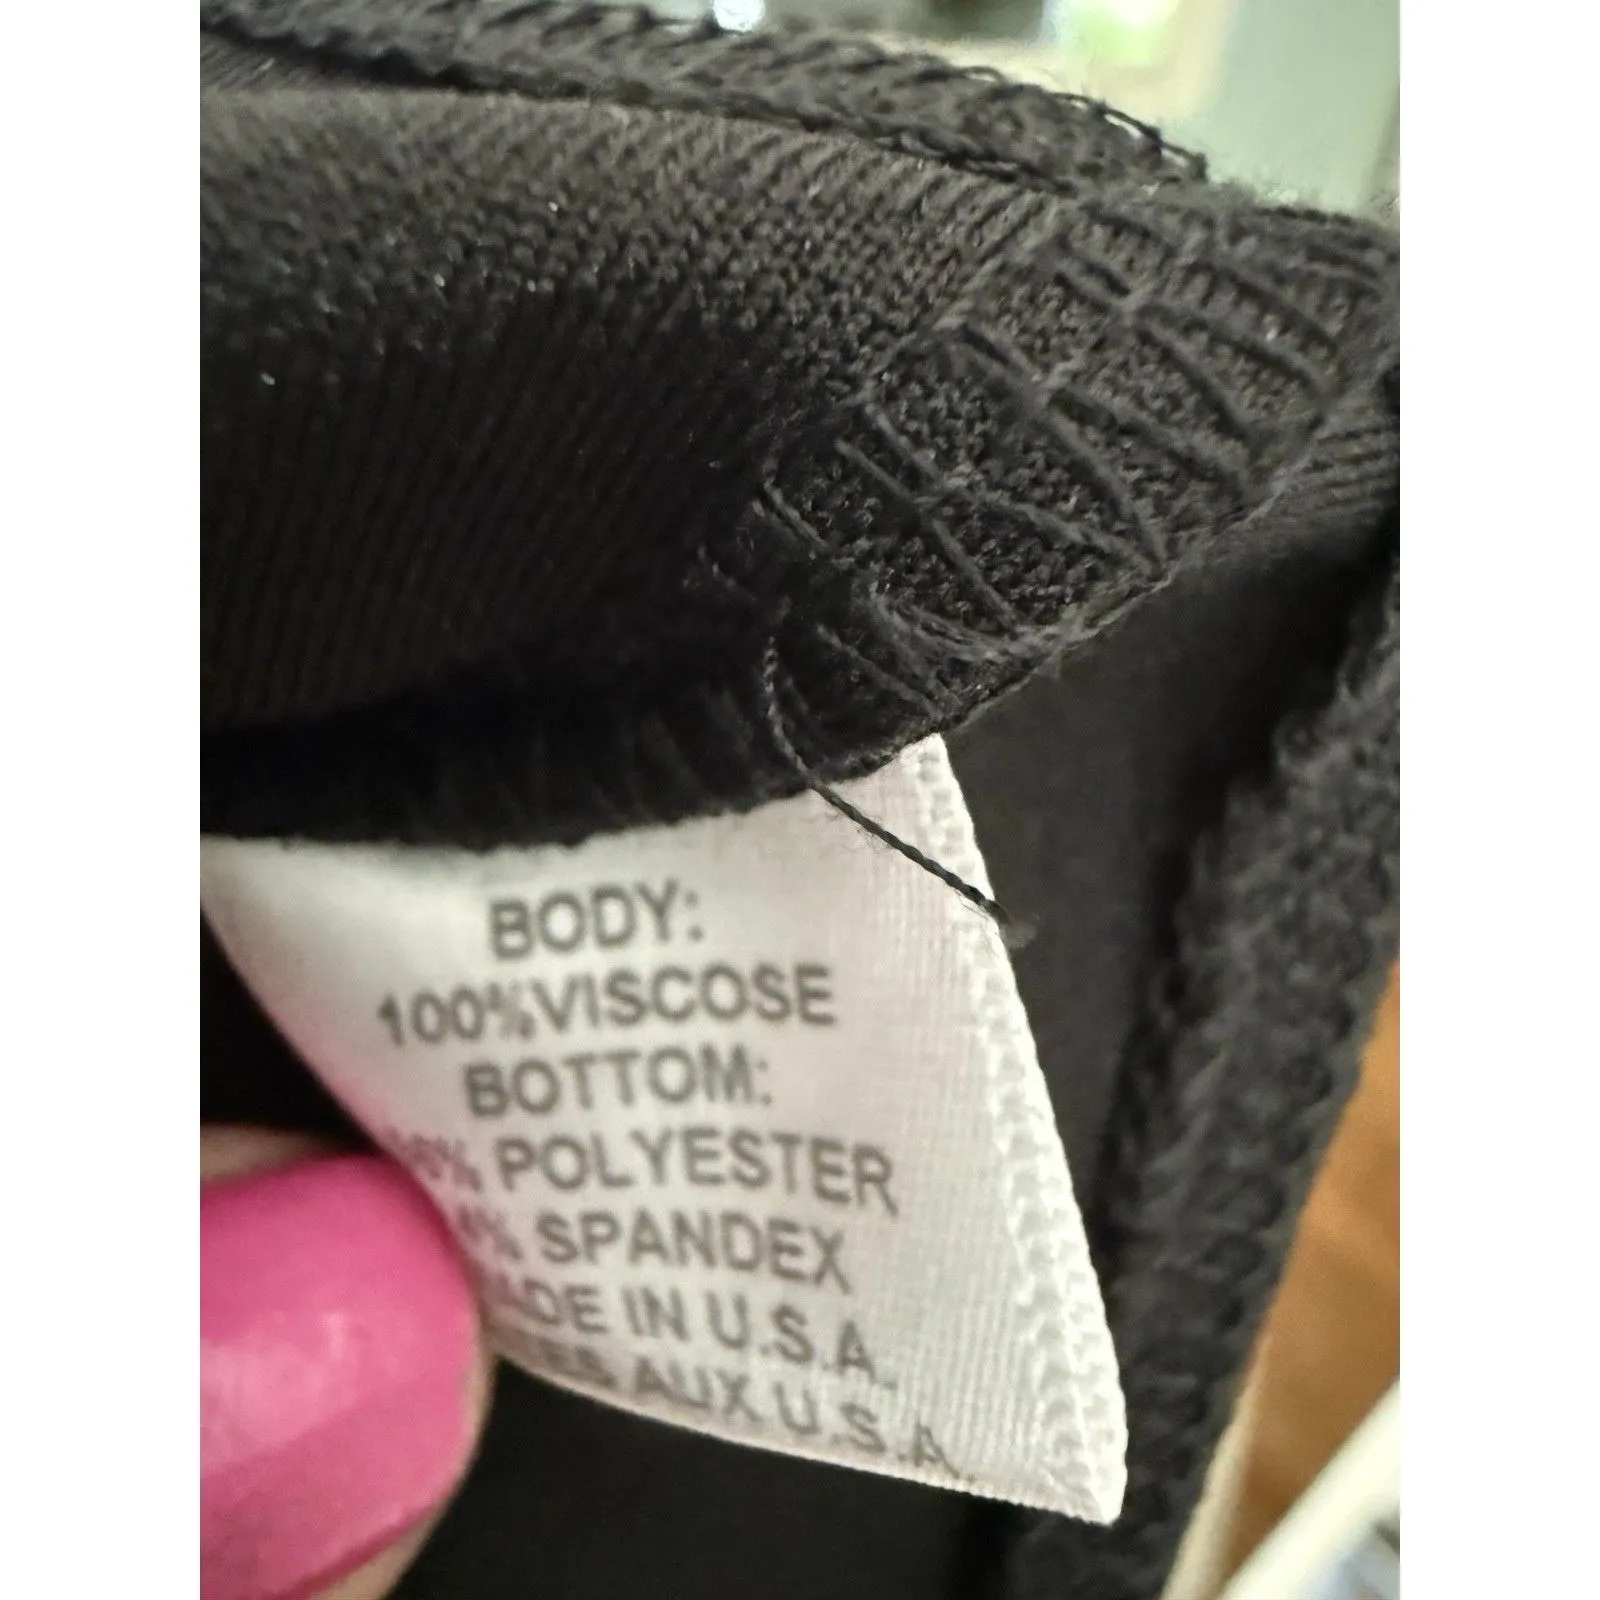 BODY:
100%VISCOSE
BOTTOM:
% POLYESTER
% SPANDEX
IN U.S.A.
AUX U.S.A.